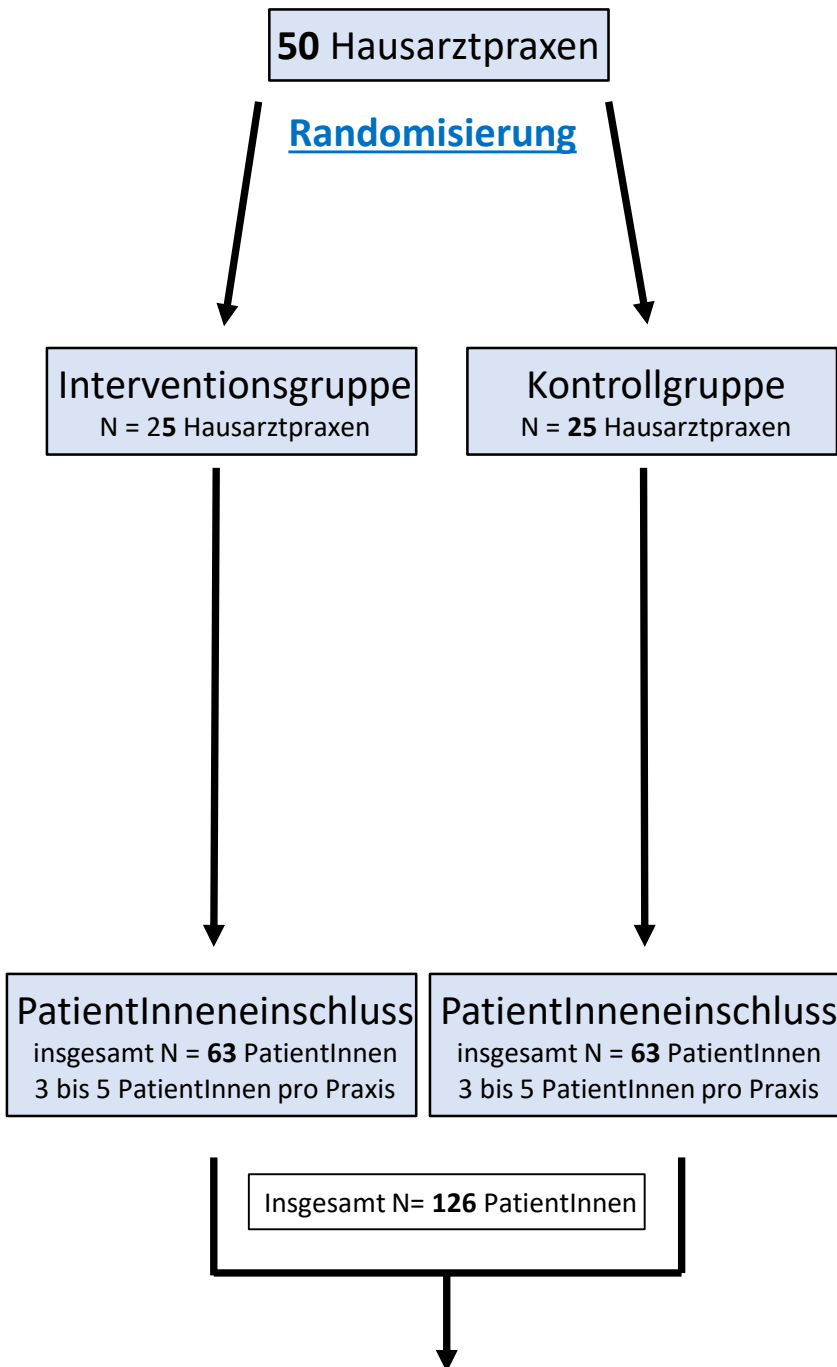 50 Hausarztpraxen
Randomisierung
Interventionsgruppe
N = 25 Hausarztpraxen
Kontrollgruppe
N = 25 Hausarztpraxen
PatientInneneinschluss
insgesamt N = 63 PatientInnen
3 bis 5 PatientInnen pro Praxis
PatientInneneinschluss
insgesamt N = 63 PatientInnen
3 bis 5 PatientInnen pro Praxis
Insgesamt N= 126 PatientInnen